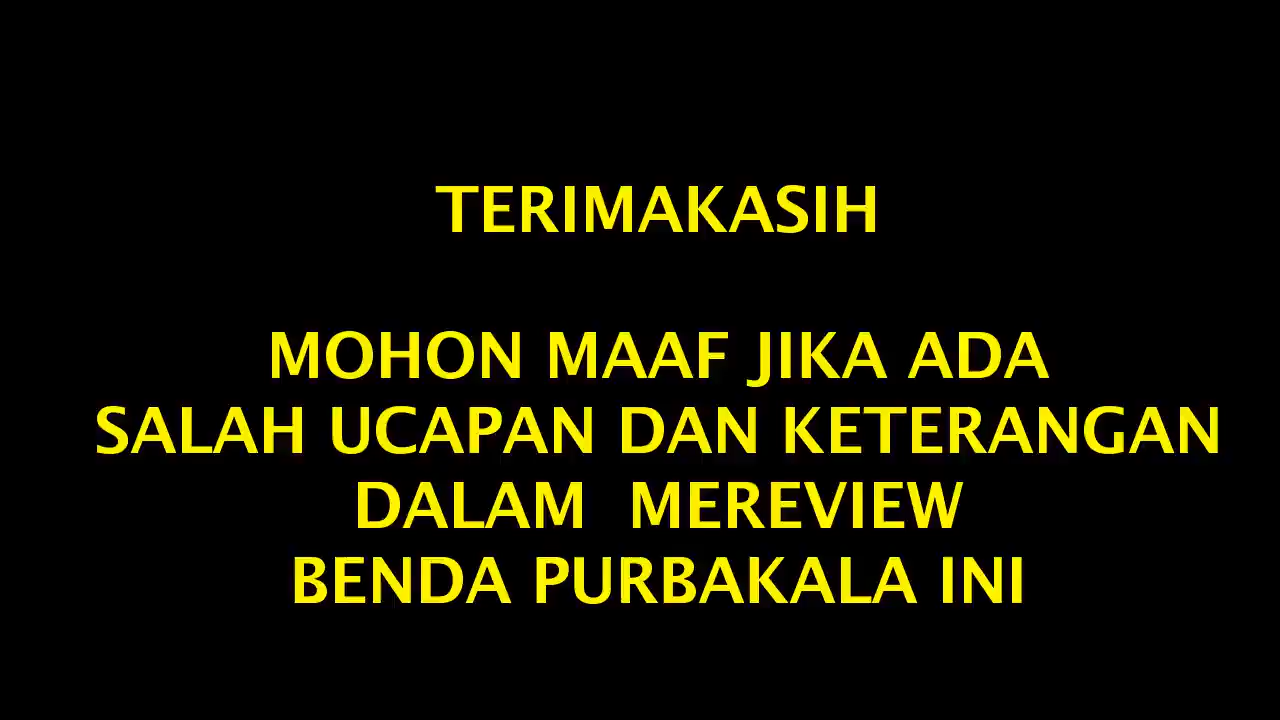 TERIMAKASIH
MOHON MAAF JIKA ADA
SALAH UCAPAN DAN KETERANGAN
DALAM  MEREVIEW
BENDA PURBAKALA INI